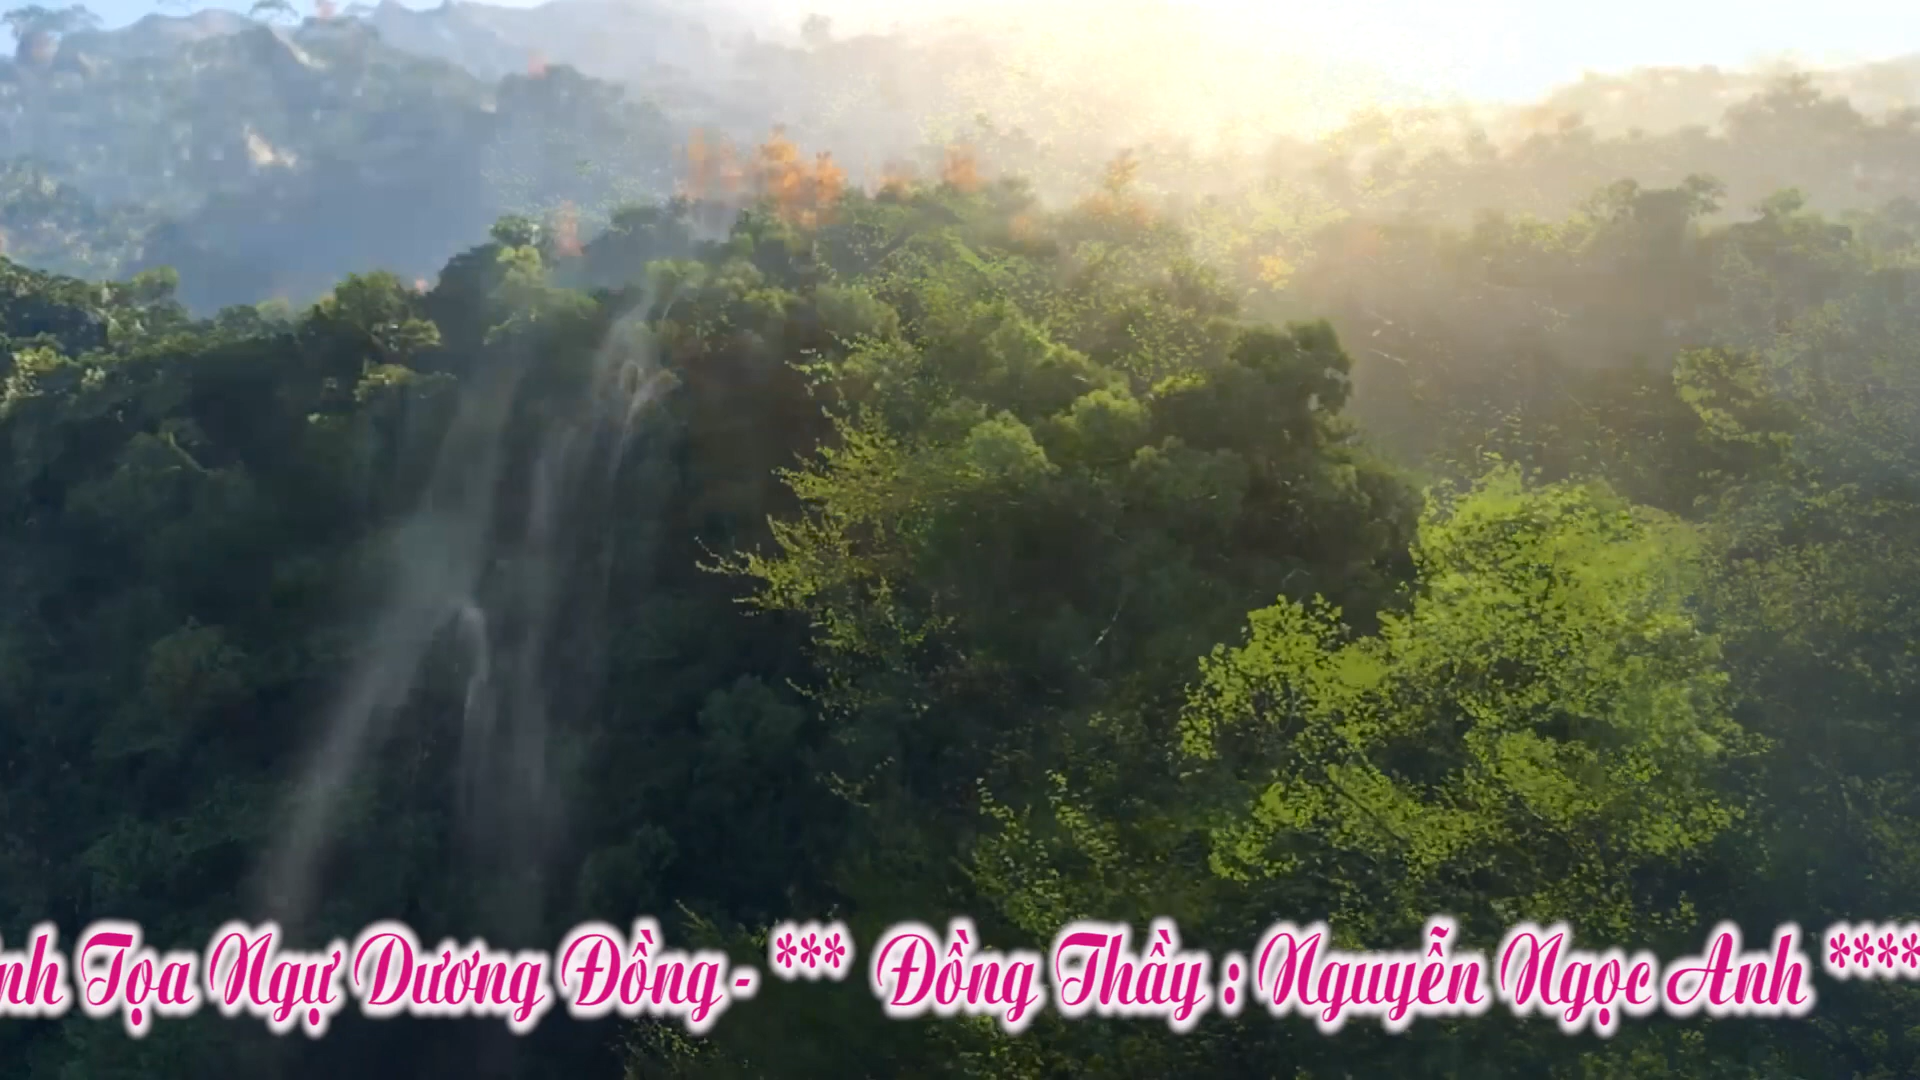 Tọa Ngự Dương Đồng - *** Đồng Thầy : Nguyễn Ngọc Anh ****